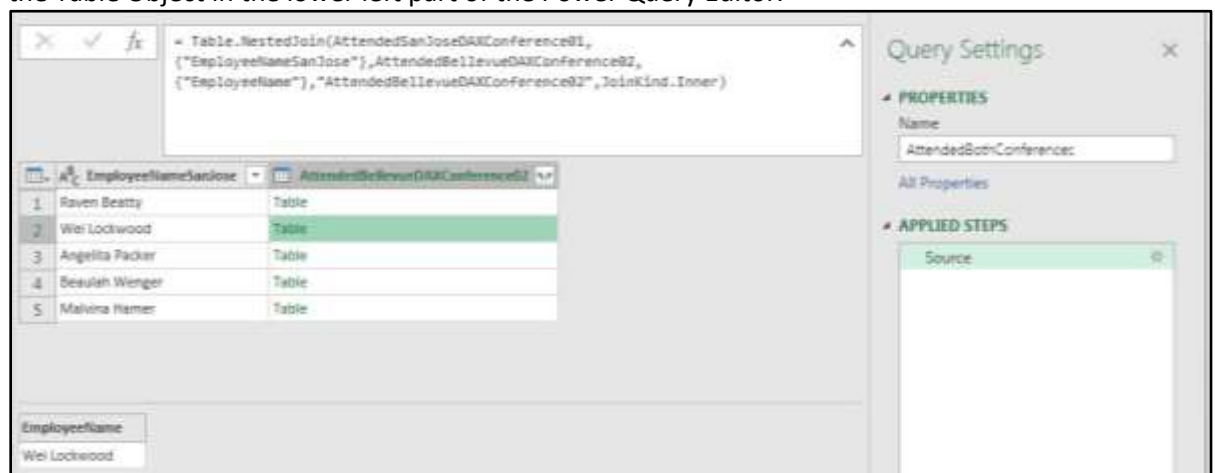 the Table Object in the lower left part of the Power Query Editor.
= Table.NestedJoin(AttendedSanJoseDAXConference01,
{"EmployeeNameSanJose"},AttendedBellevueDAXConference02,
{"EmployeeName"},"AttendedBellevueDAXConference02",JoinKind.Inner)
Query Settings
PROPERTIES
Name
AttendedBothConferences
All Properties
APPLIED STEPS
Source
EmployeeNameSanJose AttendedBellevueDAXConference02
1 Raven Beatty Table
2 Wei Lockwood Table
3 Angelita Packer Table
4 Beaulah Wenger Table
5 Malvina Hamer Table
EmployeeName
Wei Lockwood